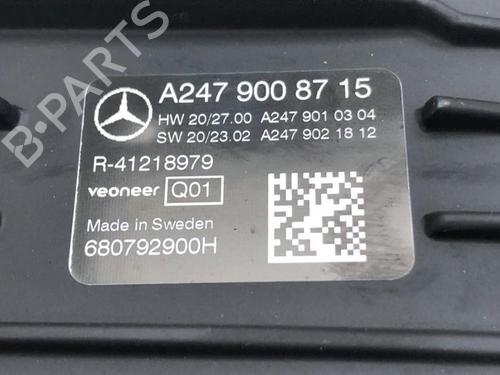 B-PARTS
A247 900 87 15
HW 20/27.00 A247 901 03 04
SW 20/23.02 A247 902 18 12
R-41218979
veoneer Q01
Made in Sweden
680792900H